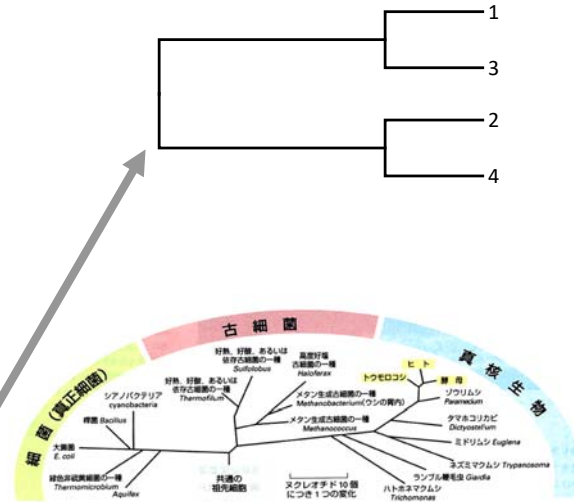 1
3
2
4
細菌(真正細菌)
古細菌
真核生物
好熱、好酸、あるいは
依存古細菌の一種
Sulfolobus
高度好塩
古細菌の一種
Haloferax
ヒト
トウモロコシ
酵母
好熱、好酸、あるいは
依存古細菌の一種
Thermofilum
シアノバクテリア
cyanobacteria
メタン生成古細菌の一種
Methanobacterium(ウシの胃内)
ゾウリムシ
Paramecium
桿菌 Bacillus
メタン生成古細菌の一種
Methanococcus
タマホコリカビ
Dictyostelium
大腸菌
E. coli
ミドリムシ Euglena
ネズミマクムシ Trypanosoma
緑色非硫黄細菌の一種
Thermomicrobium
Aquifex
共通の
祖先細胞
ヌクレオチド10個
につき1つの変化
ランブル鞭毛虫 Giardia
ハトホネマクムシ
Trichomonas